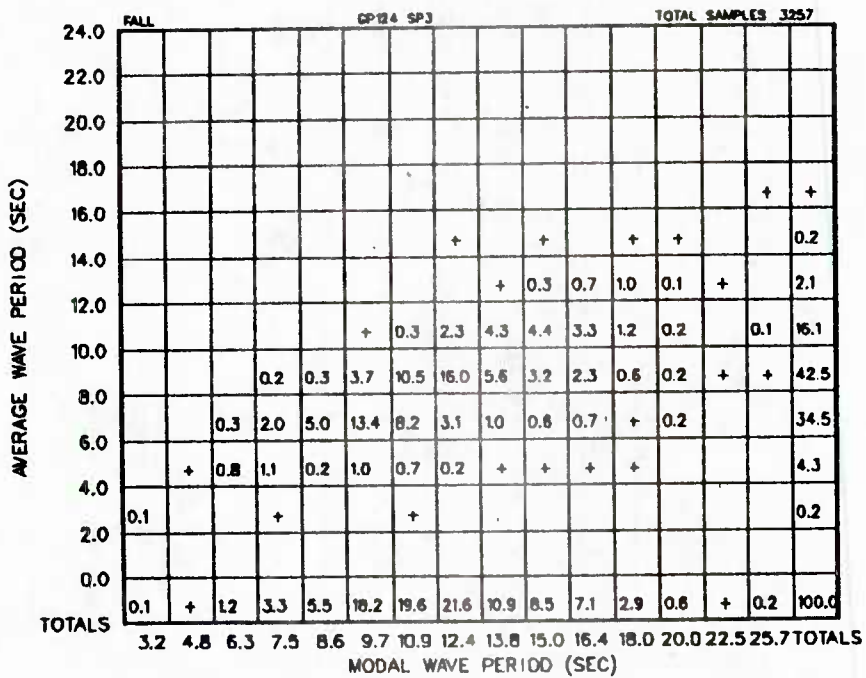 FALL GP124 SP3 TOTAL SAMPLES 3257
24.0
22.0
20.0
18.0
+ +
16.0
+ + + + 0.2
14.0
+ 0.3 0.7 1.0 0.1 + 2.1
12.0
+ 0.3 2.3 4.3 4.4 3.3 1.2 0.2 0.1 16.1
10.0
0.2 0.3 3.7 10.5 16.0 5.6 3.2 2.3 0.6 0.2 + + 42.5
8.0
0.3 2.0 5.0 13.4 8.2 3.1 1.0 0.6 0.7 + 0.2 34.5
6.0
+ 0.8 1.1 0.2 1.0 0.7 0.2 + + + + 4.3
4.0
0.1 + + 0.2
2.0
0.0
0.1 + 1.2 3.3 5.5 18.2 19.6 21.6 10.9 8.5 7.1 2.9 0.6 + 0.2 100.0
TOTALS
3.2 4.8 6.3 7.5 8.6 9.7 10.9 12.4 13.8 15.0 16.4 18.0 20.0 22.5 25.7 TOTALS
MODAL WAVE PERIOD (SEC)
AVERAGE WAVE PERIOD (SEC)